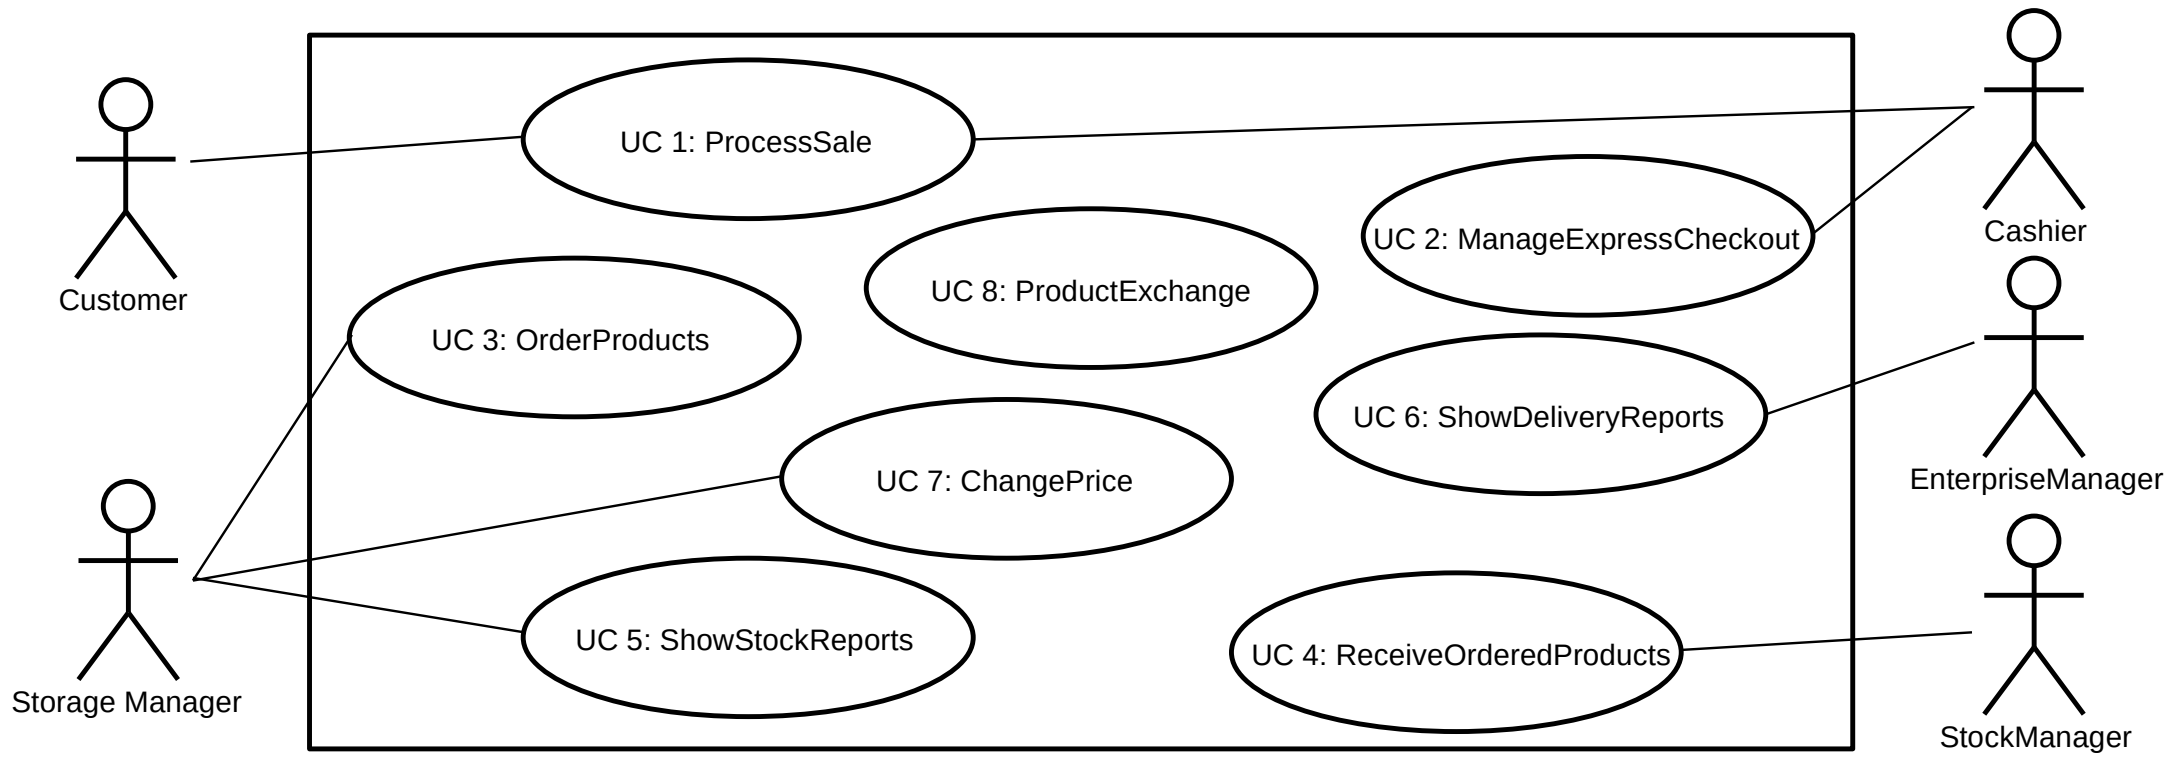 UC 1: ProcessSale
Cashier
UC 2: ManageExpressCheckout
Customer
UC 8: ProductExchange
UC 3: OrderProducts
UC 6: ShowDeliveryReports
EnterpriseManager
UC 7: ChangePrice
UC 5: ShowStockReports
UC 4: ReceiveOrderedProducts
Storage Manager
StockManager